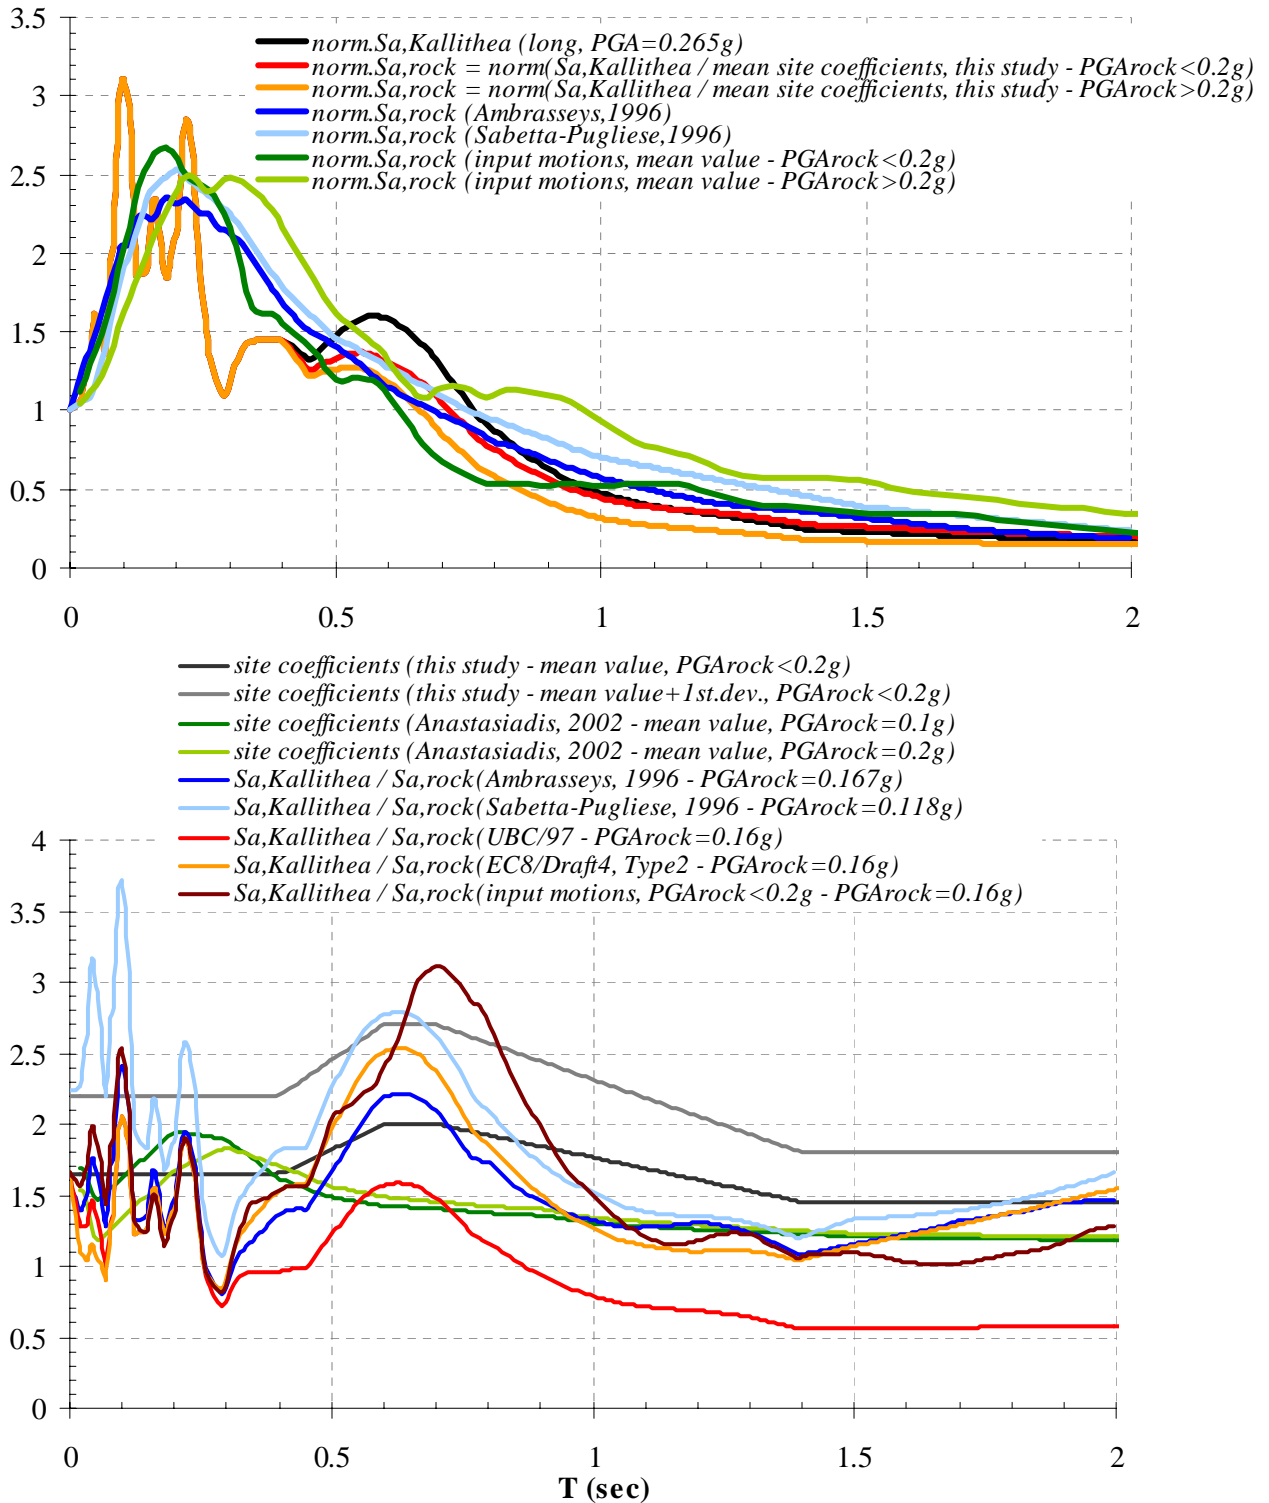 3.5
norm.Sa,Kallithea (long, PGA=0.265g)
norm.Sa,rock = norm(Sa,Kallithea / mean site coefficients, this study - PGArock<0.2g)
norm.Sa,rock = norm(Sa,Kallithea / mean site coefficients, this study - PGArock>0.2g)
3
norm.Sa,rock (Ambrasseys,1996)
norm.Sa,rock (Sabetta-Pugliese,1996)
norm.Sa,rock (input motions, mean value - PGArock<0.2g)
norm.Sa,rock (input motions, mean value - PGArock>0.2g)
2.5
2
1.5
1
0.5
0
0 0.5 1 1.5 2
site coefficients (this study - mean value, PGArock<0.2g)
site coefficients (this study - mean value+1st.dev., PGArock<0.2g)
site coefficients (Anastasiadis, 2002 - mean value, PGArock=0.1g)
site coefficients (Anastasiadis, 2002 - mean value, PGArock=0.2g)
Sa,Kallithea / Sa,rock(Ambrasseys, 1996 - PGArock=0.167g)
Sa,Kallithea / Sa,rock(Sabetta-Pugliese, 1996 - PGArock=0.118g)
Sa,Kallithea / Sa,rock(UBC/97 - PGArock=0.16g)
4
Sa,Kallithea / Sa,rock(EC8/Draft4, Type2 - PGArock=0.16g)
Sa,Kallithea / Sa,rock(input motions, PGArock<0.2g - PGArock=0.16g)
3.5
3
2.5
2
1.5
1
0.5
0
0 0.5 1 1.5 2
T (sec)